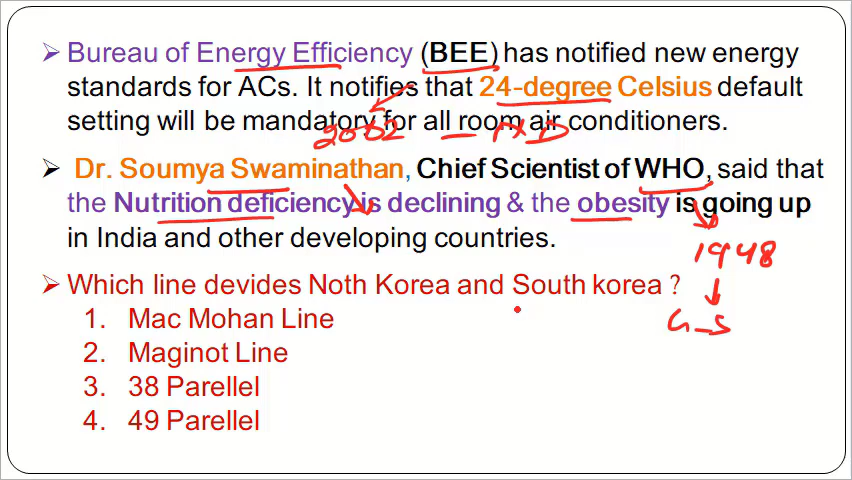 ➢ Bureau of Energy Efficiency (BEE) has notified new energy
standards for ACs. It notifies that 24-degree Celsius default
setting will be mandatory for all room air conditioners.
2002 — N.D
➢ Dr. Soumya Swaminathan, Chief Scientist of WHO, said that
the Nutrition deficiency is declining & the obesity is going up
in India and other developing countries.
1948
G-S
➢ Which line devides Noth Korea and South korea ?
1. Mac Mohan Line
2. Maginot Line
3. 38 Parellel
4. 49 Parellel